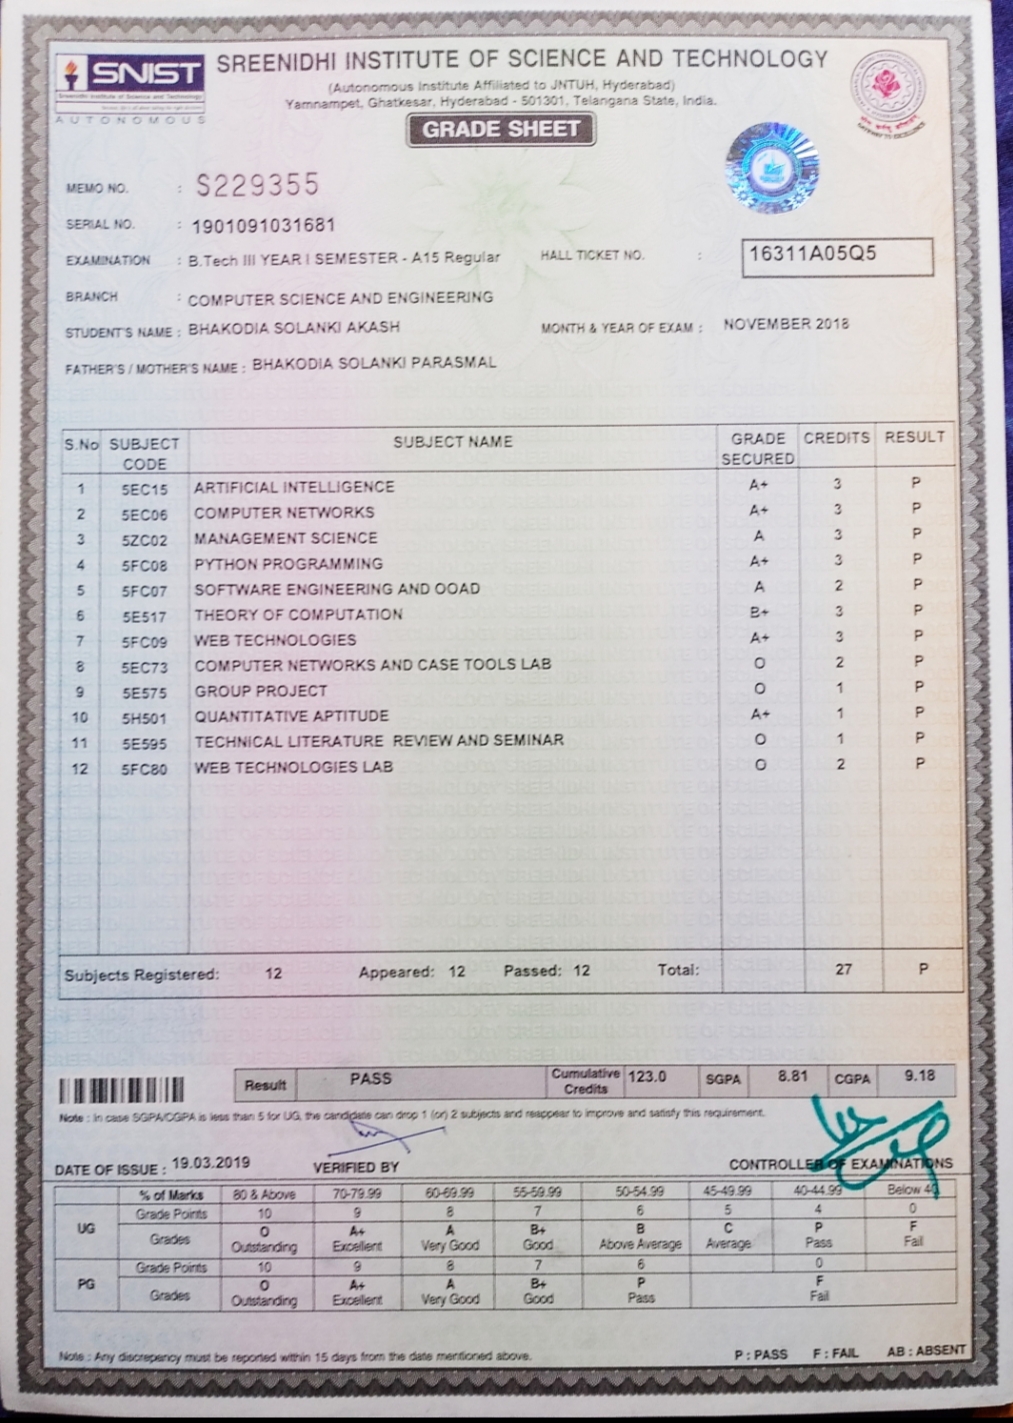 SNIST
Sreenidhi Institute of Science and Technology
AUTONOMOUS
SREENIDHI INSTITUTE OF SCIENCE AND TECHNOLOGY
(Autonomous Institute Affiliated to JNTUH, Hyderabad)
Yamnampet, Ghatkesar, Hyderabad - 501301, Telangana State, India.
GRADE SHEET
MEMO NO. : S229355
SERIAL NO. : 1901091031681
EXAMINATION : B.Tech III YEAR I SEMESTER - A15 Regular HALL TICKET NO. : 16311A05Q5
BRANCH : COMPUTER SCIENCE AND ENGINEERING
STUDENT'S NAME : BHAKODIA SOLANKI AKASH MONTH & YEAR OF EXAM : NOVEMBER 2018
FATHER'S / MOTHER'S NAME : BHAKODIA SOLANKI PARASMAL
S.No SUBJECT CODE SUBJECT NAME GRADE SECURED CREDITS RESULT
1 5EC15 ARTIFICIAL INTELLIGENCE A+ 3 P
2 5EC06 COMPUTER NETWORKS A+ 3 P
3 5ZC02 MANAGEMENT SCIENCE A 3 P
4 5FC08 PYTHON PROGRAMMING A+ 3 P
5 5FC07 SOFTWARE ENGINEERING AND OOAD A 2 P
6 5E517 THEORY OF COMPUTATION B+ 3 P
7 5FC09 WEB TECHNOLOGIES A+ 3 P
8 5EC73 COMPUTER NETWORKS AND CASE TOOLS LAB O 2 P
9 5E575 GROUP PROJECT O 1 P
10 5H501 QUANTITATIVE APTITUDE A+ 1 P
11 5E595 TECHNICAL LITERATURE REVIEW AND SEMINAR O 1 P
12 5FC80 WEB TECHNOLOGIES LAB O 2 P
Subjects Registered: 12 Appeared: 12 Passed: 12 Total: 27 P
Result PASS Cumulative Credits 123.0 SGPA 8.81 CGPA 9.18
Note : In case SGPA/CGPA is less than 5 for UG, the candidate can drop 1 (or) 2 subjects and reappear to improve and satisfy this requirement.
DATE OF ISSUE : 19.03.2019 VERIFIED BY CONTROLLER OF EXAMINATIONS
% of Marks 80 & Above 70-79.99 60-69.99 55-59.99 50-54.99 45-49.99 40-44.99 Below 40
UG Grade Points 10 9 8 7 6 5 4 0
Grades O A+ A B+ B C P F
Outstanding Excellent Very Good Good Above Average Average Pass Fail
PG Grade Points 10 9 8 7 6 0
Grades O A+ A B+ P F
Outstanding Excellent Very Good Good Pass Fail
Note : Any discrepency must be reported within 15 days from the date mentioned above.
P : PASS F : FAIL AB : ABSENT